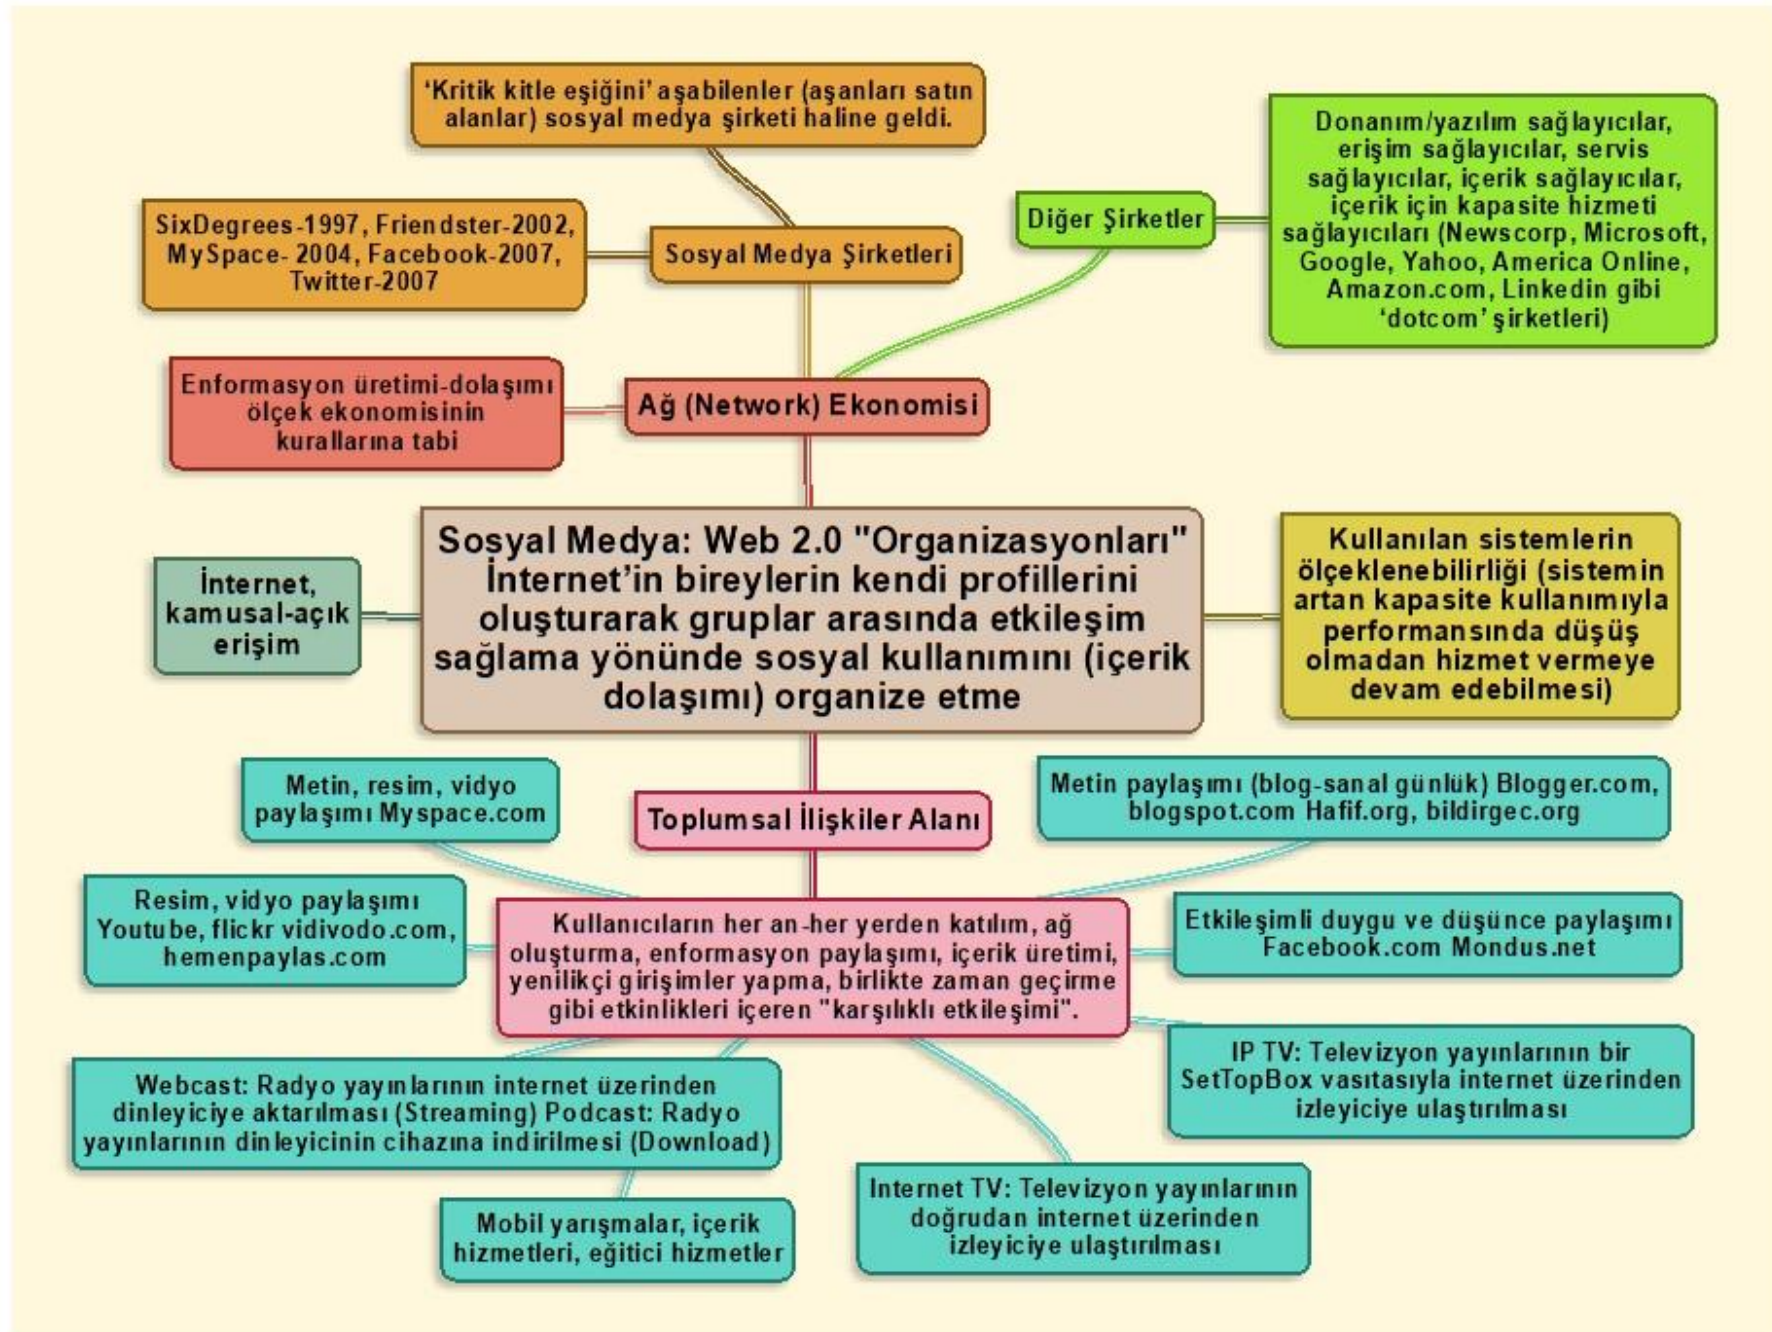 ‘Kritik kitle eşiğini’ aşabilenler (aşanları satın
alanlar) sosyal medya şirketi haline geldi.
Donanım/yazılım sağlayıcılar,
erişim sağlayıcılar, servis
sağlayıcılar, içerik sağlayıcılar,
içerik için kapasite hizmeti
sağlayıcıları (Newscorp, Microsoft,
Google, Yahoo, America Online,
Amazon.com, Linkedin gibi
‘dotcom’ şirketleri)
Diğer Şirketler
SixDegrees-1997, Friendster-2002,
MySpace- 2004, Facebook-2007,
Twitter-2007
Sosyal Medya Şirketleri
Enformasyon üretimi-dolaşımı
ölçek ekonomisinin
kurallarına tabi
Ağ (Network) Ekonomisi
Sosyal Medya: Web 2.0 "Organizasyonları"
İnternet’in bireylerin kendi profillerini
oluşturarak gruplar arasında etkileşim
sağlama yönünde sosyal kullanımını (içerik
dolaşımı) organize etme
İnternet,
kamusal-açık
erişim
Kullanılan sistemlerin
ölçeklenebilirliği (sistemin
artan kapasite kullanımıyla
performansında düşüş
olmadan hizmet vermeye
devam edebilmesi)
Metin, resim, vidyo
paylaşımı Myspace.com
Toplumsal İlişkiler Alanı
Metin paylaşımı (blog-sanal günlük) Blogger.com,
blogspot.com Hafif.org, bildirgec.org
Resim, vidyo paylaşımı
Youtube, flickr vidivodo.com,
hemenpaylas.com
Kullanıcıların her an-her yerden katılım, ağ
oluşturma, enformasyon paylaşımı, içerik üretimi,
yenilikçi girişimler yapma, birlikte zaman geçirme
gibi etkinlikleri içeren "karşılıklı etkileşimi".
Etkileşimli duygu ve düşünce paylaşımı
Facebook.com Mondus.net
IP TV: Televizyon yayınlarının bir
SetTopBox vasıtasıyla internet üzerinden
izleyiciye ulaştırılması
Webcast: Radyo yayınlarının internet üzerinden
dinleyiciye aktarılması (Streaming) Podcast: Radyo
yayınlarının dinleyicinin cihazına indirilmesi (Download)
Internet TV: Televizyon yayınlarının
doğrudan internet üzerinden
izleyiciye ulaştırılması
Mobil yarışmalar, içerik
hizmetleri, eğitici hizmetler